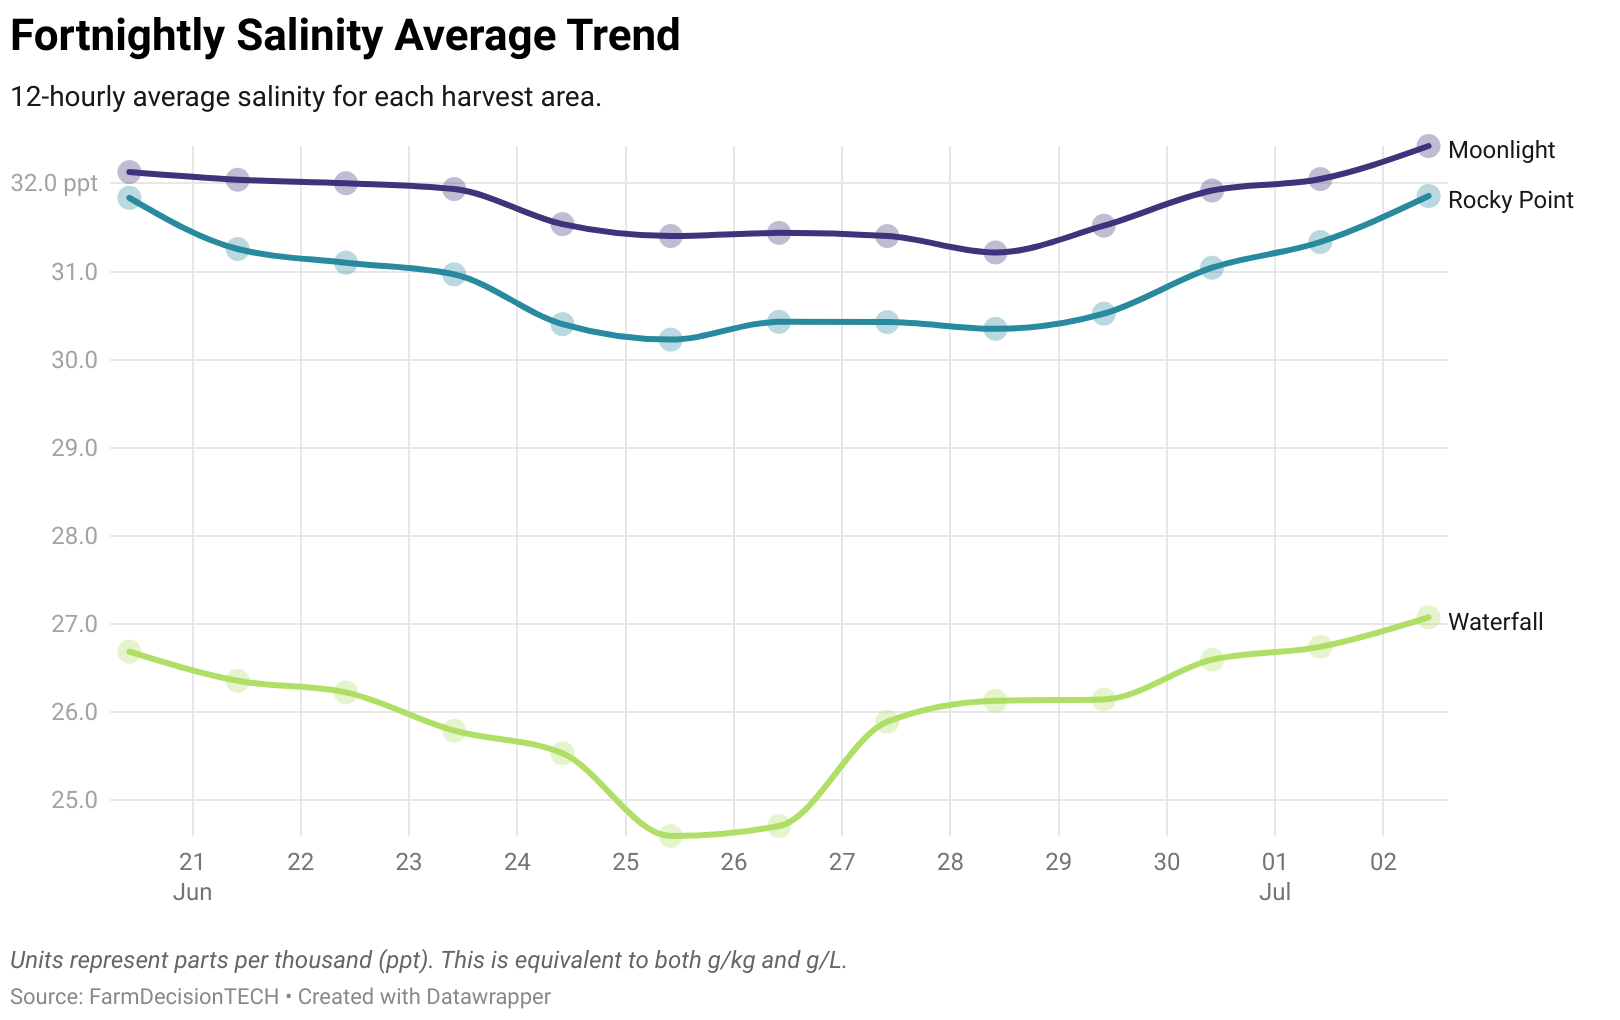 Fortnightly Salinity Average Trend
12-hourly average salinity for each harvest area.
Moonlight
32.0 ppt
Rocky Point
31.0
30.0
29.0
28.0
27.0
Waterfall
26.0
25.0
21 22 23 24 25 26 27 28 29 30 01 02
Jun Jul
Units represent parts per thousand (ppt). This is equivalent to both g/kg and g/L.
Source: FarmDecisionTECH • Created with Datawrapper